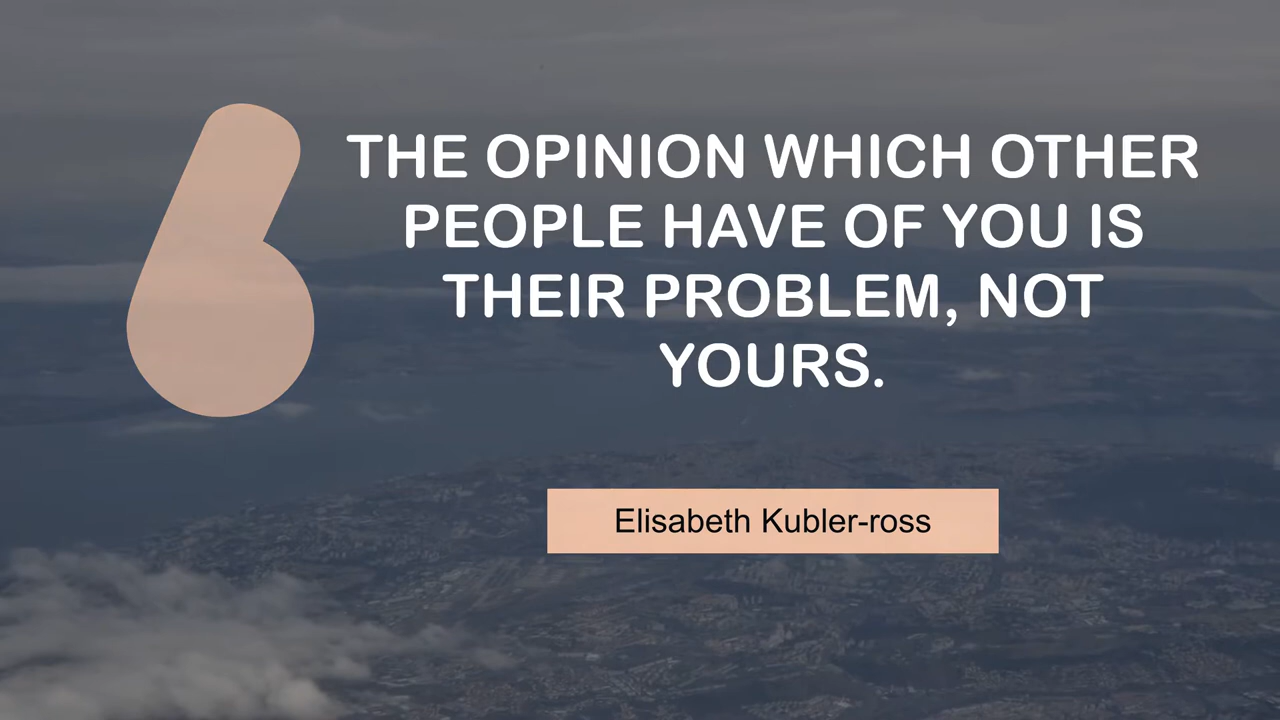 THE OPINION WHICH OTHER
PEOPLE HAVE OF YOU IS
THEIR PROBLEM, NOT
YOURS.
Elisabeth Kubler-ross